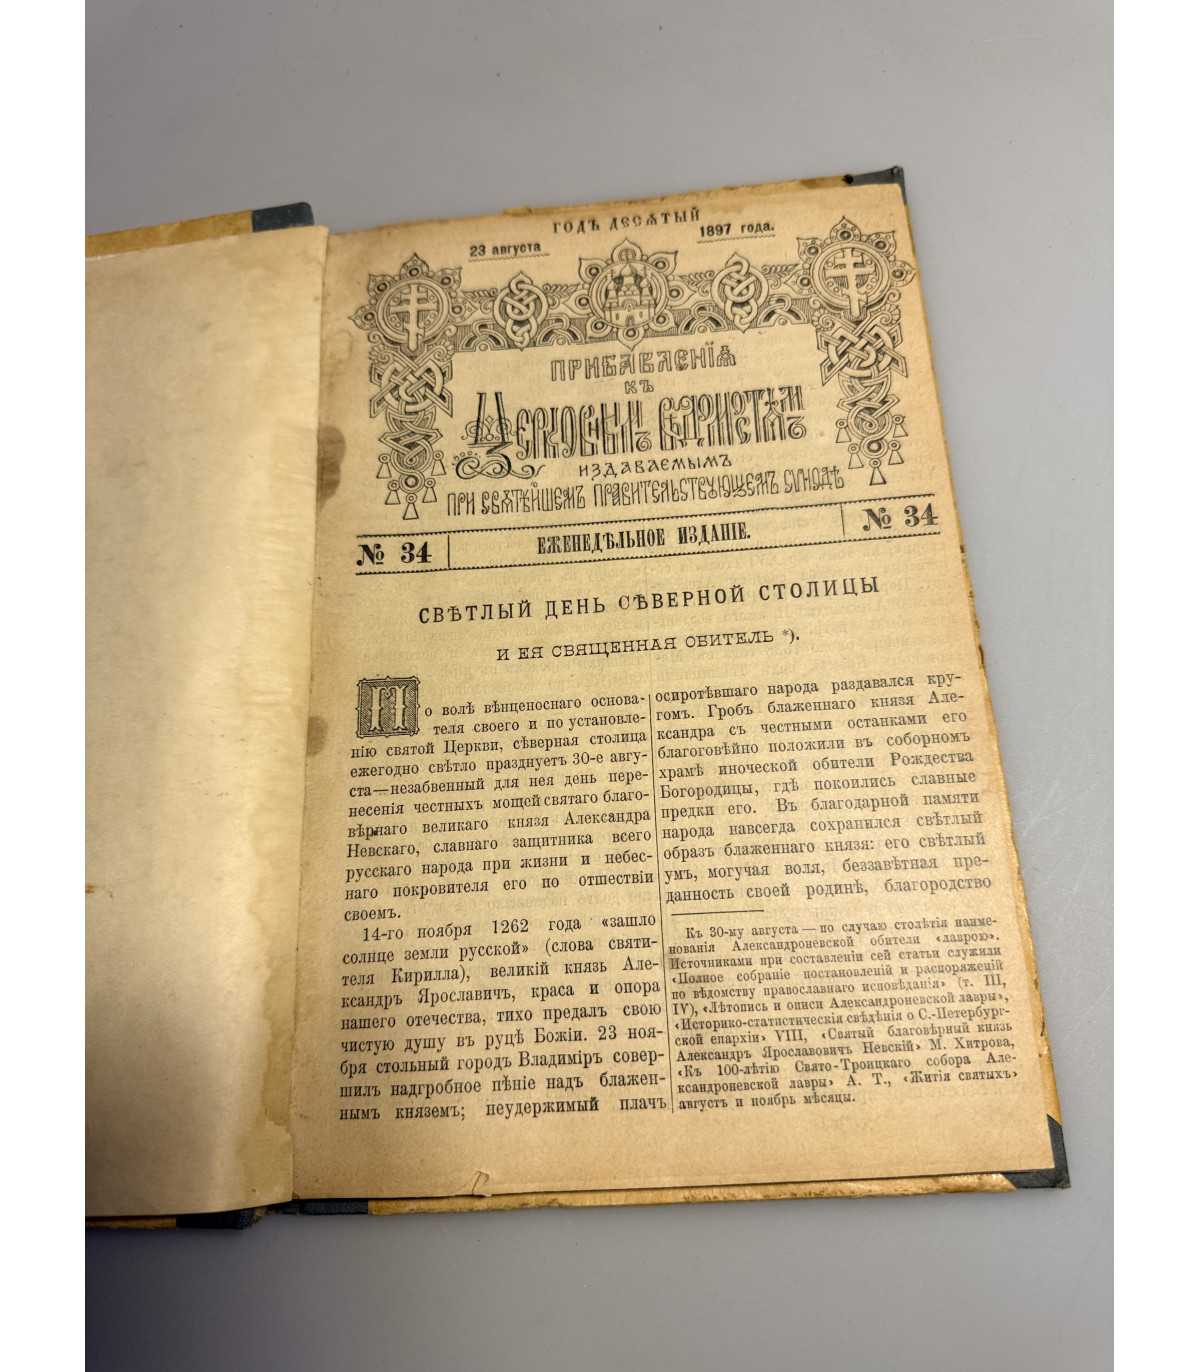 ГОДЪ ДЕСѦТЫЙ
23 августа
1897 года.
ПРИБАВЛЕНІѦ
КЪ
ЦЕРКОВНЫМЪ ВѢДОМОСТѦМЪ
ИЗДАВАЕМЫМЪ
ПРИ СВѦТѢЙШЕМЪ ПРАВИТЕЛЬСТВУЮЩЕМЪ СѴНОДѢ
№ 34
ЕЖЕНЕДѢЛЬНОЕ ИЗДАНІЕ.
№ 34
СВѢТЛЫЙ ДЕНЬ СѢВЕРНОЙ СТОЛИЦЫ
И ЕЯ СВЯЩЕННАЯ ОБИТЕЛЬ *).
По волѣ вѣнценоснаго основа-
теля своего и по установле-
нію святой Церкви, сѣверная столица
ежегодно свѣтло празднуетъ 30-е авгу-
ста—незабвенный для нея день пере-
несенія честныхъ мощей святаго благо-
вѣрнаго великаго князя Александра
Невскаго, славнаго защитника всего
русскаго народа при жизни и небес-
наго покровителя его по отшествіи
своемъ.
14-го ноября 1262 года «зашло
солнце земли русской» (слова святи-
теля Кирилла), великій князь Але-
ксандръ Ярославичъ, краса и опора
нашего отечества, тихо предалъ свою
чистую душу въ руцѣ Божіи. 23 ноя-
бря стольный городъ Владиміръ совер-
шилъ надгробное пѣніе надъ блажен-
нымъ княземъ; неудержимый плачъ
осиротѣвшаго народа раздавался кру-
гомъ. Гробъ блаженнаго князя Але-
ксандра съ честными останками его
благоговѣйно положили въ соборномъ
храмѣ иноческой обители Рождества
Богородицы, гдѣ покоились славные
предки его. Въ благодарной памяти
народа навсегда сохранился свѣтлый
образъ блаженнаго князя: его свѣтлый
умъ, могучая воля, беззавѣтная пре-
данность своей родинѣ, благородство
Къ 30-му августа—по случаю столѣтія наиме-
нованія Александроневской обители «лаврою».
Источниками при составленіи сей статьи служили
«Полное собраніе постановленій и распоряженій
по вѣдомству православнаго исповѣданія» (т. III,
IV), «Лѣтопись и описи Александроневской лавры»,
«Историко-статистическія свѣдѣнія о С.-Петербург-
ской епархіи» VIII, «Святый благовѣрный князь
Александръ Ярославовичъ Невскій» М. Хитрова,
«Къ 100-лѣтію Свято-Троицкаго собора Але-
ксандроневской лавры» А. Т., «Житія святыхъ»
августъ и ноябрь мѣсяцы.